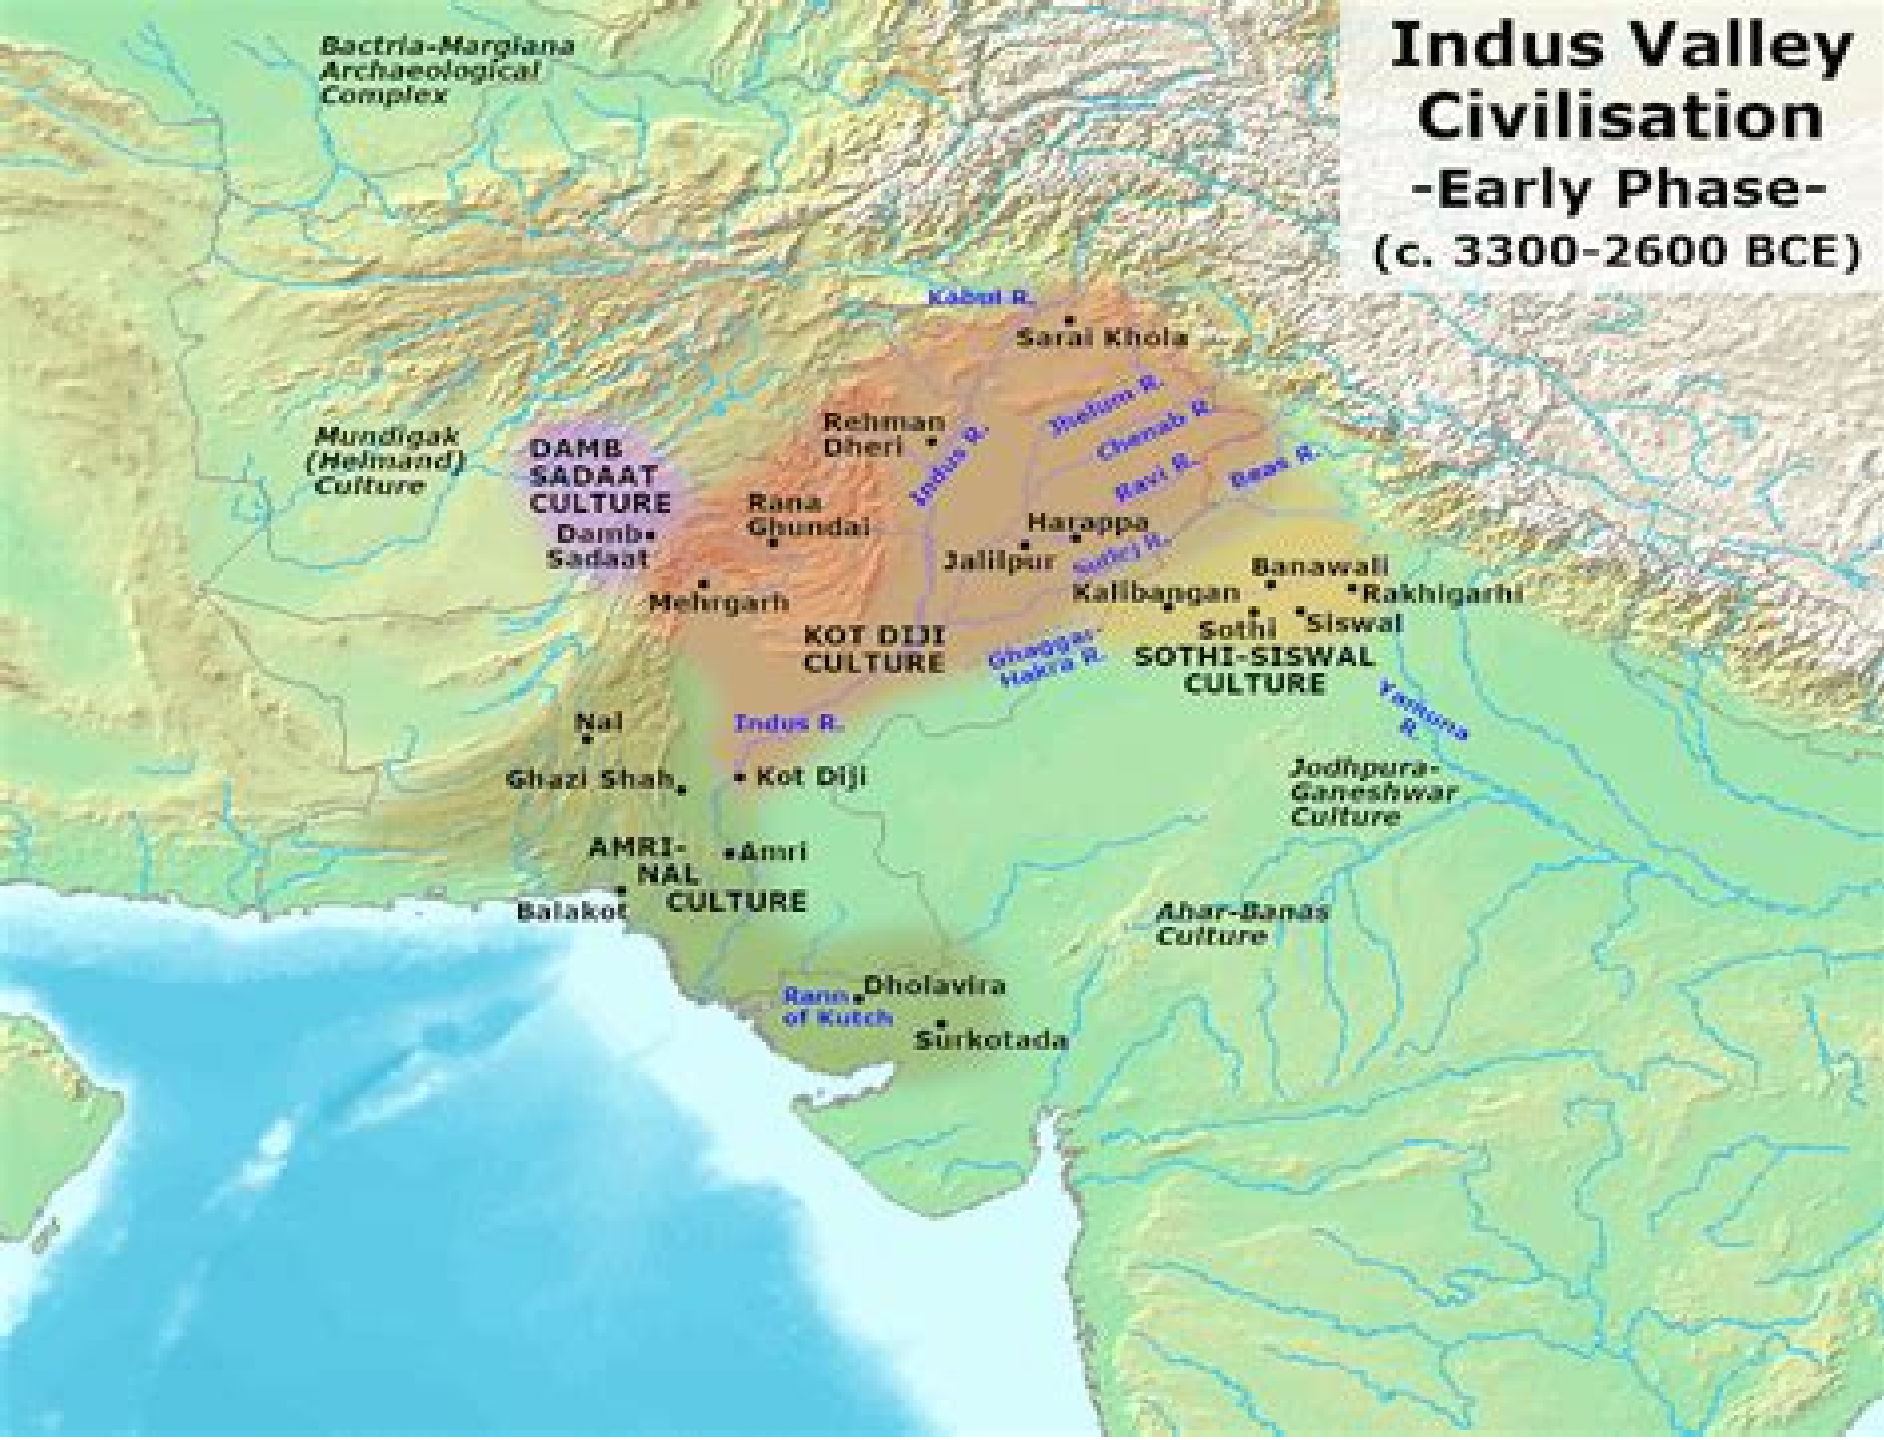 Indus Valley
Civilisation
-Early Phase-
(c. 3300-2600 BCE)
Bactria-Margiana
Archaeological
Complex
Kabul R.
Sarai Khola
Jhelum R.
Chenab R.
Ravi R.
Beas R.
Rehman
Dheri
Indus R.
Mundigak
(Helmand)
Culture
DAMB
SADAAT
CULTURE
Damb
Sadaat
Rana
Ghundai
Harappa
Jalilpur
Sutlej R.
Mehrgarh
Kalibangan
Banawali
Rakhigarhi
Sothi
Siswal
KOT DIJI
CULTURE
Ghaggar-
Hakra R.
SOTHI-SISWAL
CULTURE
Yamuna
R.
Nal
Indus R.
Ghazi Shah
Kot Diji
Jodhpura-
Ganeshwar
Culture
AMRI-
NAL
CULTURE
Amri
Balakot
Ahar-Banas
Culture
Rann
of Kutch
Dholavira
Surkotada